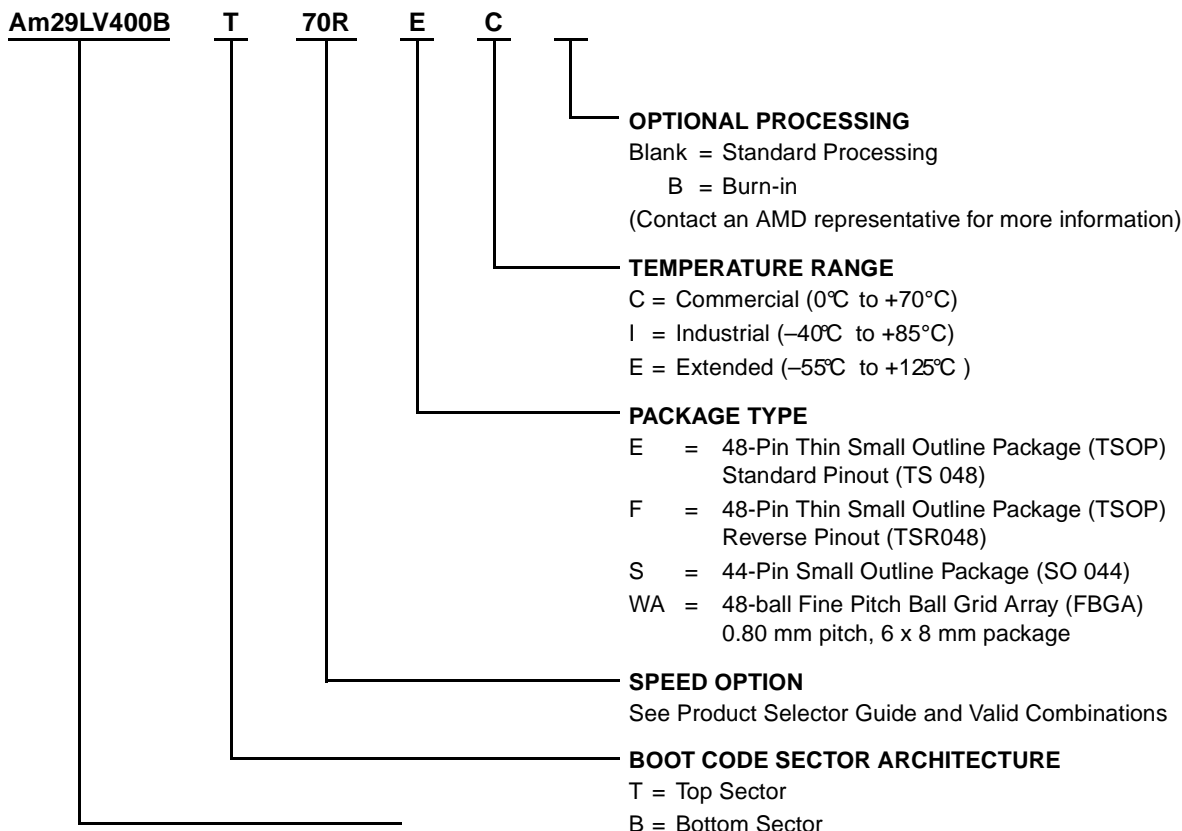 Am29LV400B T 70R E C
OPTIONAL PROCESSING
Blank = Standard Processing
B = Burn-in
(Contact an AMD representative for more information)
TEMPERATURE RANGE
C = Commercial (0°C to +70°C)
I = Industrial (–40°C to +85°C)
E = Extended (–55°C to +125°C )
PACKAGE TYPE
E = 48-Pin Thin Small Outline Package (TSOP)
Standard Pinout (TS 048)
F = 48-Pin Thin Small Outline Package (TSOP)
Reverse Pinout (TSR048)
S = 44-Pin Small Outline Package (SO 044)
WA = 48-ball Fine Pitch Ball Grid Array (FBGA)
0.80 mm pitch, 6 x 8 mm package
SPEED OPTION
See Product Selector Guide and Valid Combinations
BOOT CODE SECTOR ARCHITECTURE
T = Top Sector
B = Bottom Sector